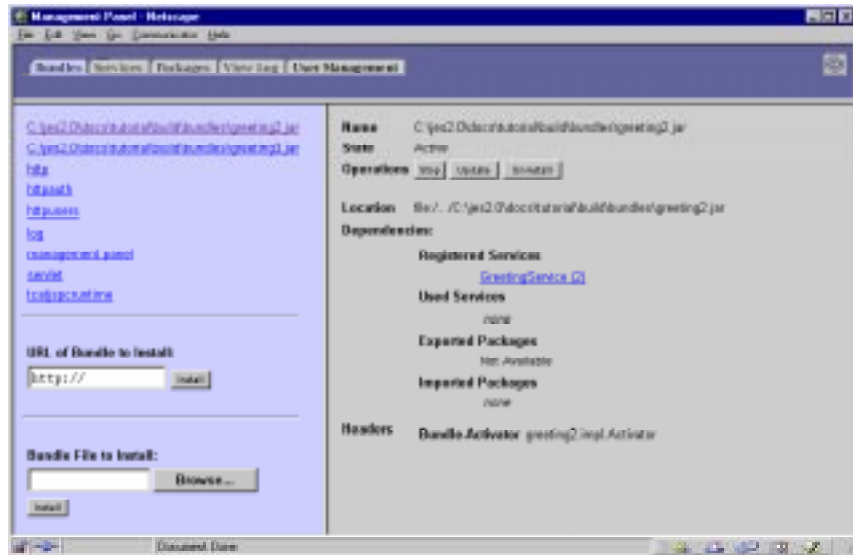 Management Panel - Netscape
File Edit View Go Communicator Help
Bundles Services Packages View Log User Management
C:\jes2.0\docs\tutorial\build\bundles\greeting2.jar
C:\jes2.0\docs\tutorial\build\bundles\greeting3.jar
http
httpauth
httpusers
log
management panel
servlet
tcatjspcruntime
URL of Bundle to Install:
http://
Install
Bundle File to Install:
Browse...
Install
Name C:\jes2.0\docs\tutorial\build\bundles\greeting2.jar
State Active
Operations Stop Update Uninstall
Location file:/../C:\jes2.0\docs\tutorial\build\bundles\greeting2.jar
Dependencies:
Registered Services
GreetingService (2)
Used Services
none
Exported Packages
Not Available
Imported Packages
none
Headers Bundle-Activator greeting2.impl.Activator
Document: Done